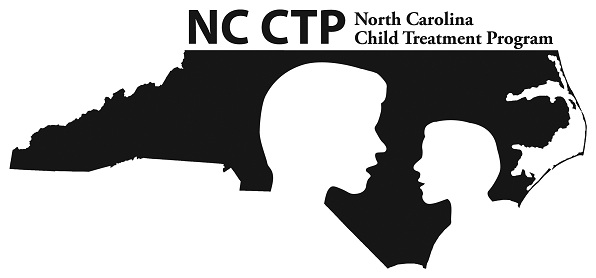 NC CTP
North Carolina
Child Treatment Program